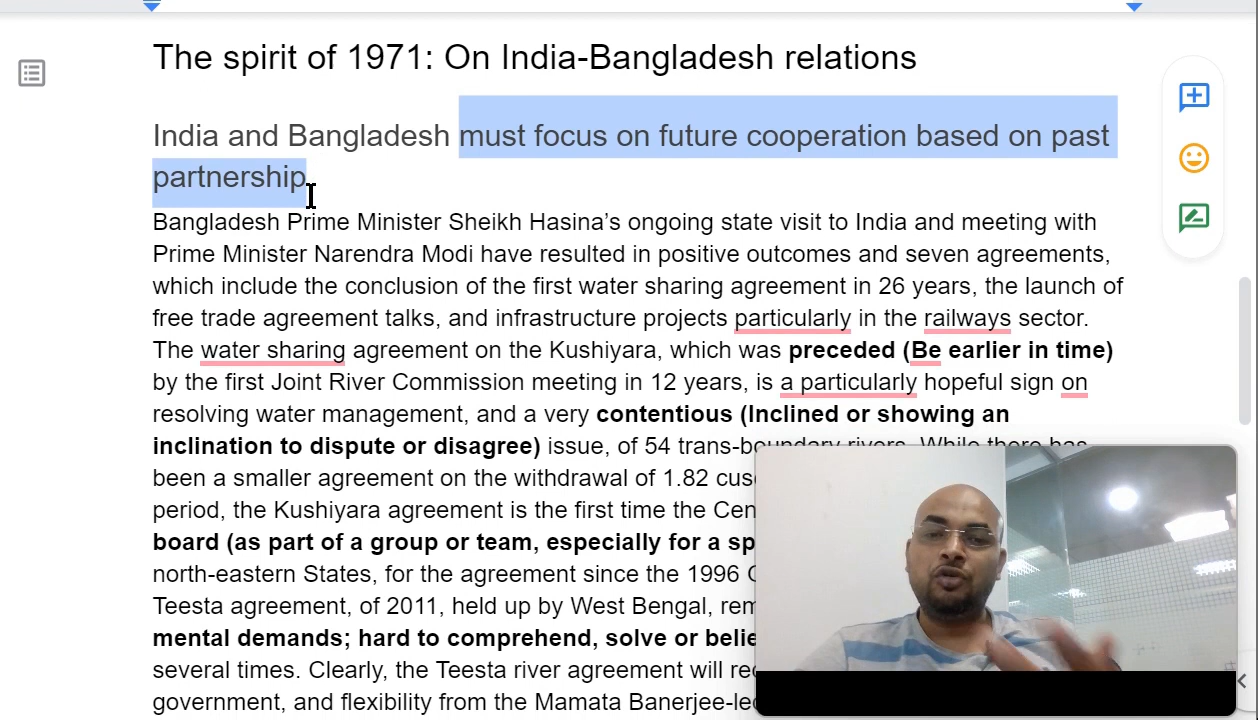 The spirit of 1971: On India-Bangladesh relations
India and Bangladesh must focus on future cooperation based on past
partnership
Bangladesh Prime Minister Sheikh Hasina’s ongoing state visit to India and meeting with
Prime Minister Narendra Modi have resulted in positive outcomes and seven agreements,
which include the conclusion of the first water sharing agreement in 26 years, the launch of
free trade agreement talks, and infrastructure projects particularly in the railways sector.
The water sharing agreement on the Kushiyara, which was preceded (Be earlier in time)
by the first Joint River Commission meeting in 12 years, is a particularly hopeful sign on
resolving water management, and a very contentious (Inclined or showing an
inclination to dispute or disagree) issue, of 54 trans-boundary rivers. While there has
been a smaller agreement on the withdrawal of 1.82
period, the Kushiyara agreement is the first time the
board (as part of a group or team, especially for a
north-eastern States, for the agreement since the 1996
Teesta agreement, of 2011, held up by West Bengal,
mental demands; hard to comprehend, solve or
several times. Clearly, the Teesta river agreement will
government, and flexibility from the Mamata